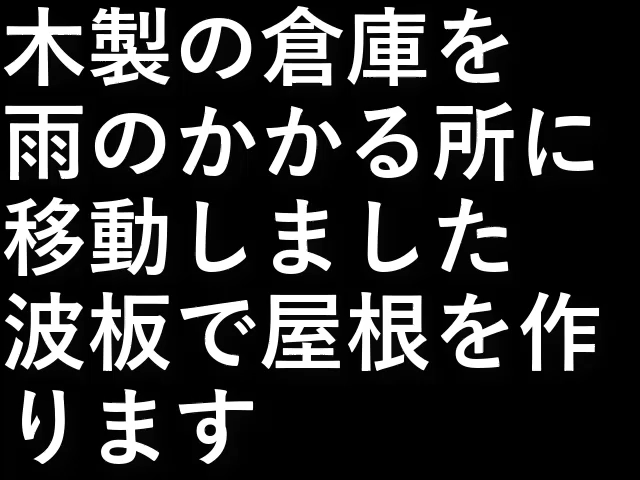 木製の倉庫を
雨のかかる所に
移動しました
波板で屋根を作
ります